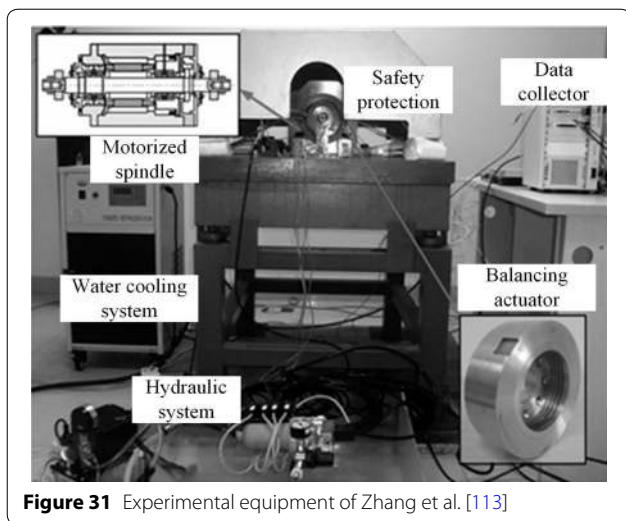 Safety
protection
Data
collector
Motorized
spindle
Water cooling
system
Balancing
actuator
Hydraulic
system
Figure 31 Experimental equipment of Zhang et al. [113]